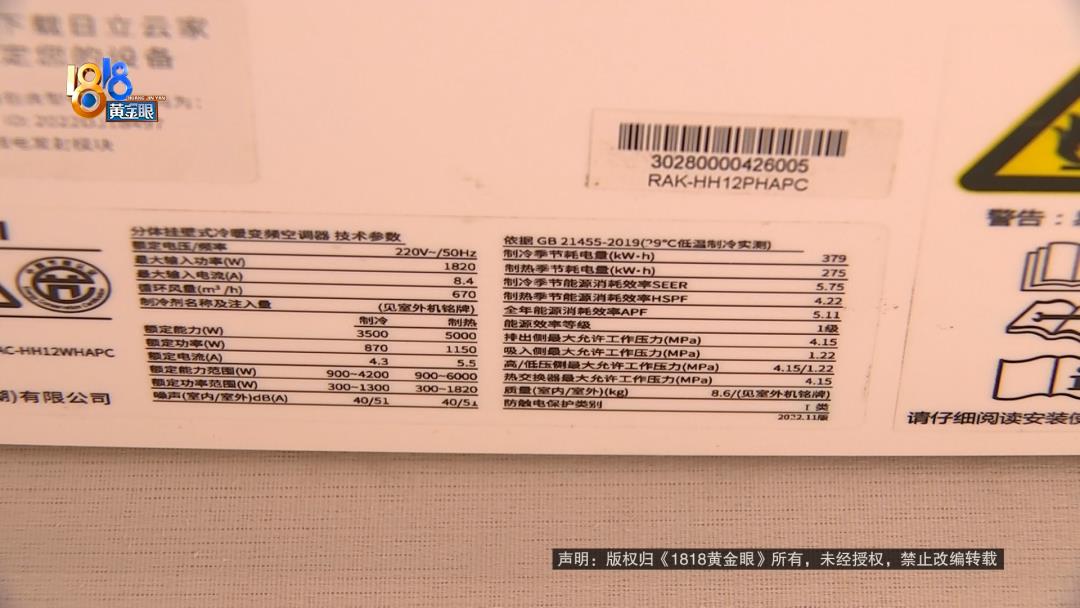 下载日立云家
定您的设备
1818
HUANG JIN YAN
黄金眼
30280000426005
RAK-HH12PHAPC
警告：
分体挂壁式冷暖变频空调器 技术参数
额定电压/频率 220V~/50Hz
最大输入功率(W) 1820
最大输入电流(A) 8.4
循环风量(m³/h) 670
制冷剂名称及注入量 (见室外机铭牌)
制冷 制热
额定能力(W) 3500 5000
额定功率(W) 870 1150
额定电流(A) 4.3 5.5
额定能力范围(W) 900~4200 900~6000
额定功率范围(W) 300~1300 300~1820
噪声(室内/室外)dB(A) 40/51 40/51
依据 GB 21455-2019(29°C低温制冷实测)
制冷季节耗电量(kW·h) 379
制热季节耗电量(kW·h) 275
制冷季节能源消耗效率SEER 5.75
制热季节能源消耗效率HSPF 4.22
全年能源消耗效率APF 5.11
能源效率等级 1级
排出侧最大允许工作压力(MPa) 4.15
吸入侧最大允许工作压力(MPa) 1.22
高/低压侧最大允许工作压力(MPa) 4.15/1.22
热交换器最大允许工作压力(MPa) 4.15
质量(室内/室外)(kg) 8.6/(见室外机铭牌)
防触电保护类别 I 类
2022.11版
AC-HH12WHAPC
有限公司
请仔细阅读安装使
声明：版权归《1818黄金眼》所有，未经授权，禁止改编转载